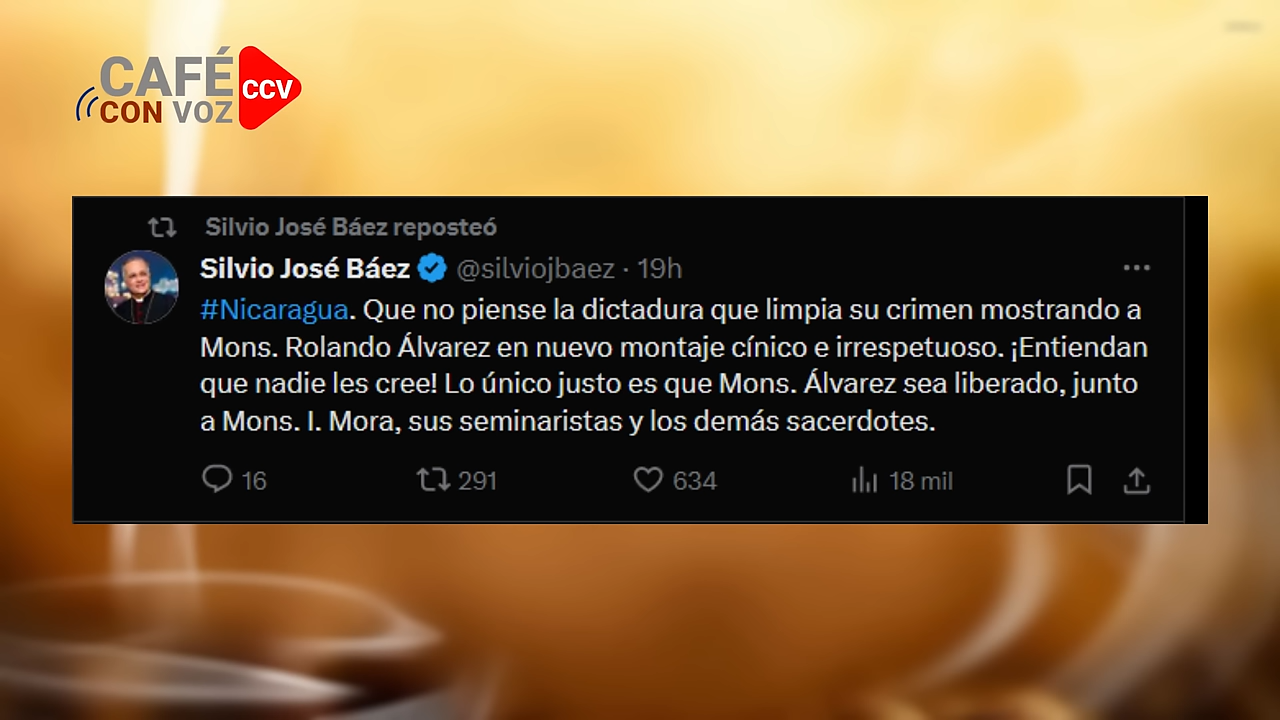 CAFÉ
CON VOZ
CCV
Silvio José Báez reposteó
Silvio José Báez @silviojbaez · 19h
#Nicaragua. Que no piense la dictadura que limpia su crimen mostrando a
Mons. Rolando Álvarez en nuevo montaje cínico e irrespetuoso. ¡Entiendan
que nadie les cree! Lo único justo es que Mons. Álvarez sea liberado, junto
a Mons. I. Mora, sus seminaristas y los demás sacerdotes.
16 291 634 18 mil